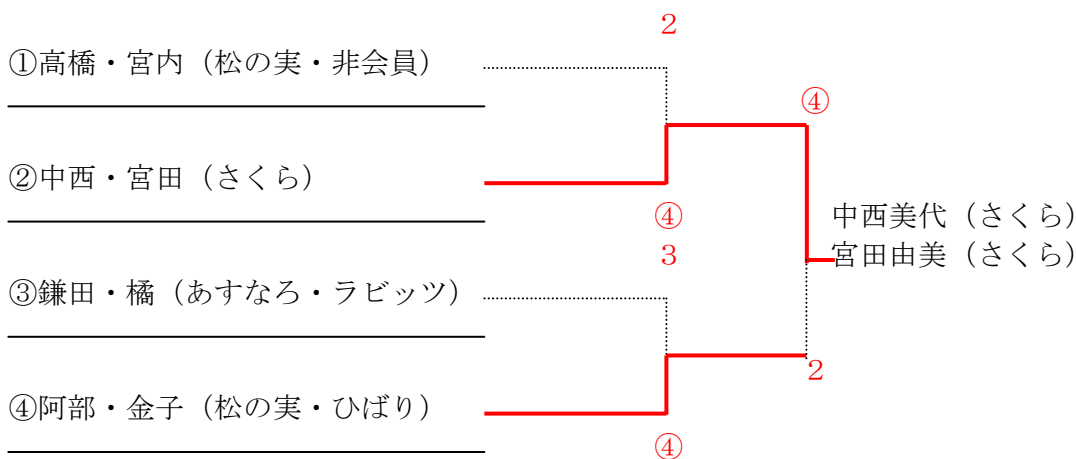 ２
①高橋・宮内（松の実・非会員）
④
②中西・宮田（さくら）
④
中西美代（さくら）
３
宮田由美（さくら）
③鎌田・橘（あすなろ・ラビッツ）
２
④阿部・金子（松の実・ひばり）
④